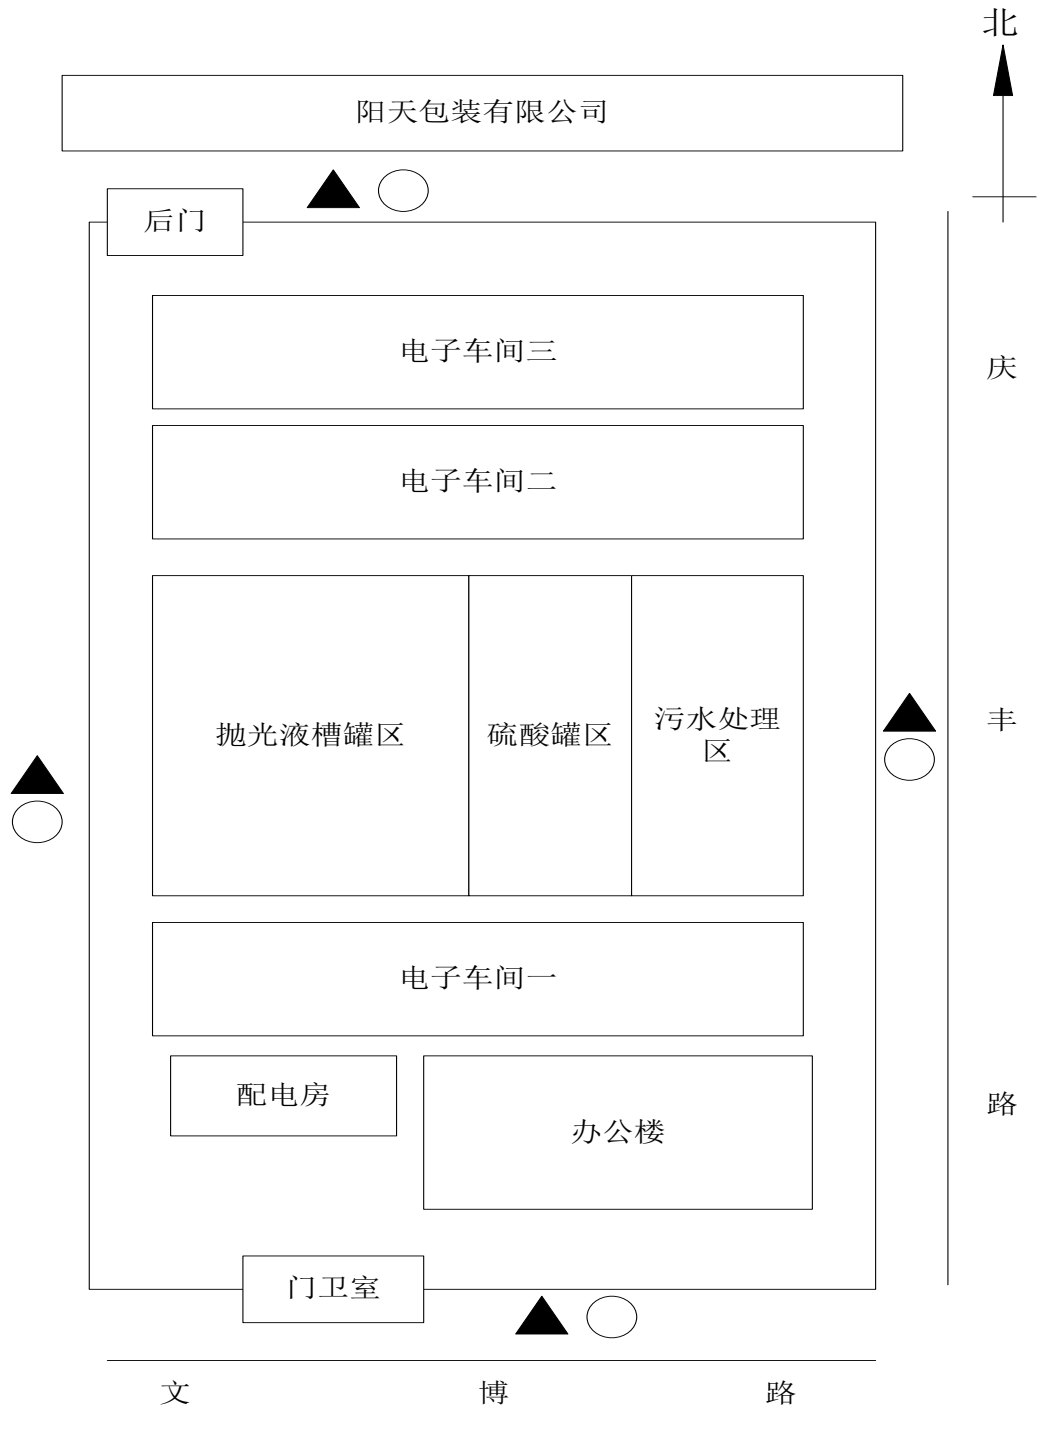 北
阳天包装有限公司
后门
电子车间三
庆
电子车间二
抛光液槽罐区
硫酸罐区
污水处理
区
丰
电子车间一
配电房
办公楼
路
门卫室
文 博 路